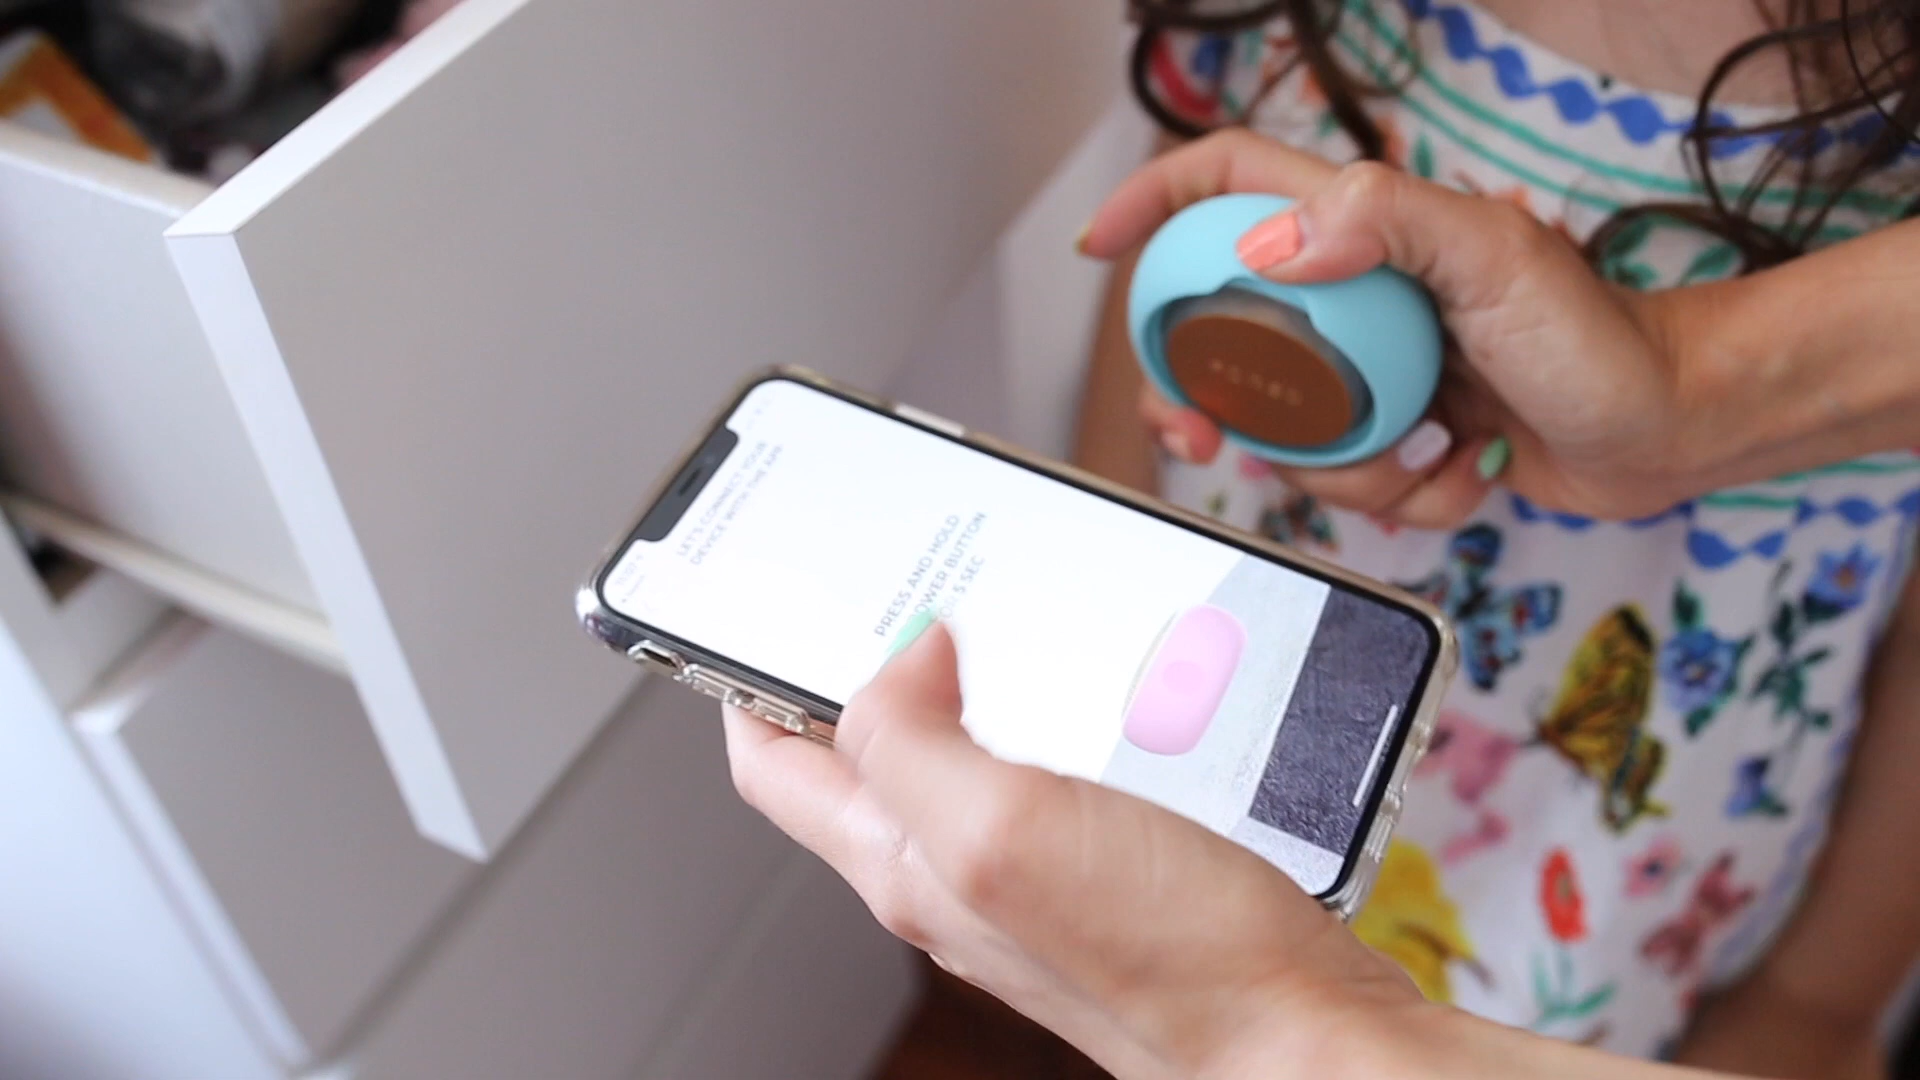 LET'S CONNECT YOUR
DEVICE WITH THE APP
PRESS AND HOLD
POWER BUTTON
FOR 5 SEC